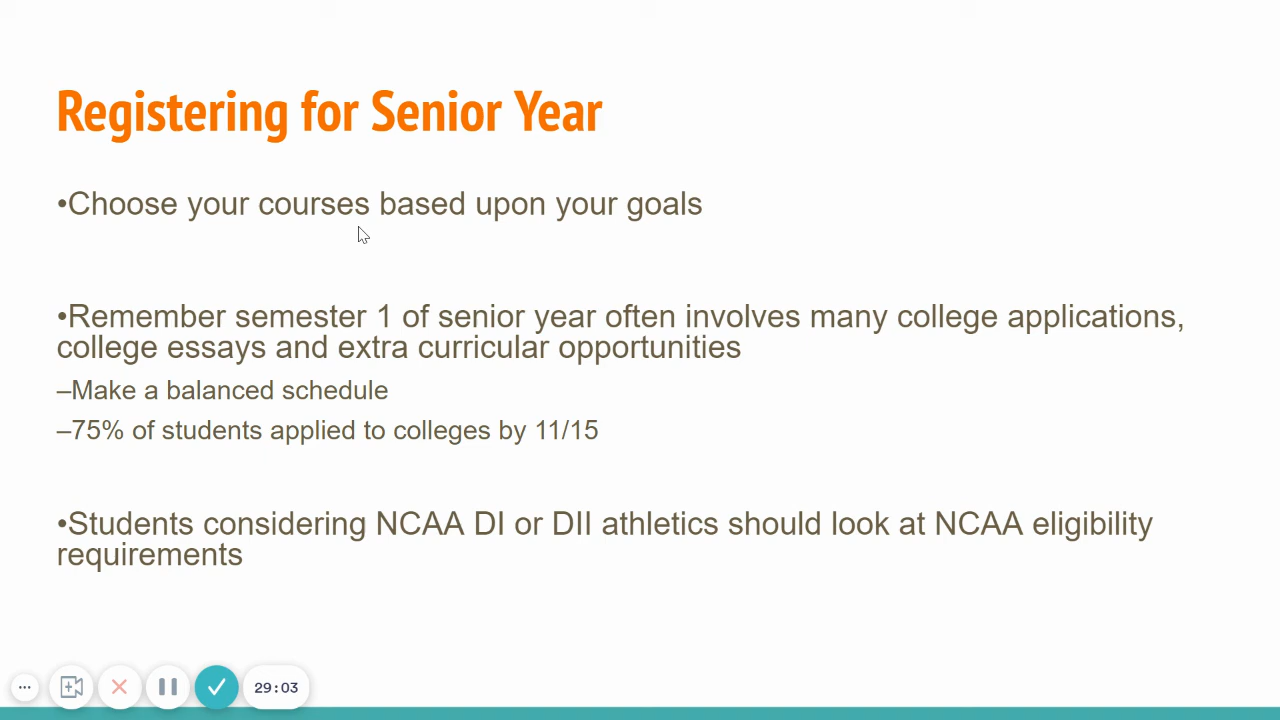 Registering for Senior Year
•Choose your courses based upon your goals
•Remember semester 1 of senior year often involves many college applications,
college essays and extra curricular opportunities
–Make a balanced schedule
–75% of students applied to colleges by 11/15
•Students considering NCAA DI or DII athletics should look at NCAA eligibility
requirements
29:03